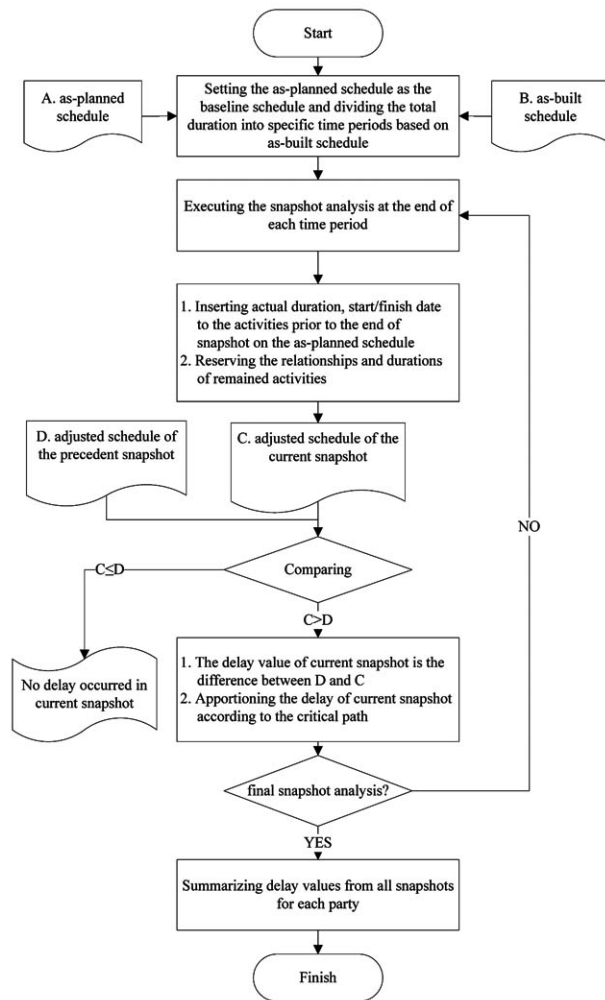 Start
A. as-planned
schedule
Setting the as-planned schedule as the
baseline schedule and dividing the total
duration into specific time periods based on
as-built schedule
B. as-built
schedule
Executing the snapshot analysis at the end of
each time period
1. Inserting actual duration, start/finish date
to the activities prior to the end of
snapshot on the as-planned schedule
2. Reserving the relationships and durations
of remained activities
D. adjusted schedule of
the precedent snapshot
C. adjusted schedule of the
current snapshot
NO
Comparing
C≤D
C>D
No delay occurred in
current snapshot
1. The delay value of current snapshot is the
difference between D and C
2. Apportioning the delay of current snapshot
according to the critical path
final snapshot analysis?
YES
Summarizing delay values from all snapshots
for each party
Finish